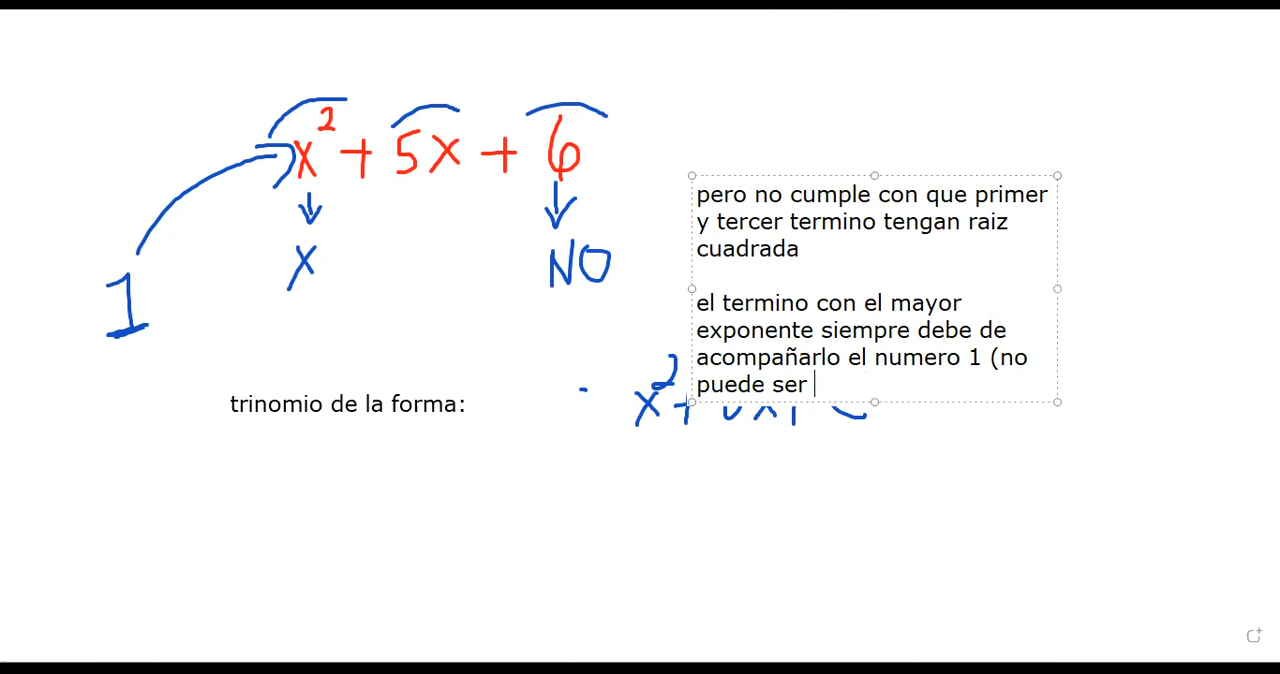 x² + 5x + 6
x
NO
1
pero no cumple con que primer
y tercer termino tengan raiz
cuadrada
el termino con el mayor
exponente siempre debe de
acompañarlo el numero 1 (no
puede ser
trinomio de la forma:
x² +